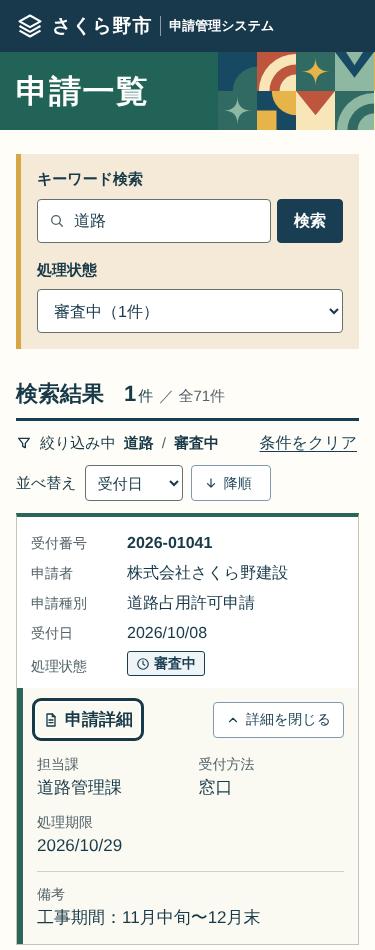 さくら野市 申請管理システム
申請一覧
キーワード検索
道路 検索
処理状態
審査中（1件）
検索結果 1件 ／ 全71件
絞り込み中 道路 / 審査中 条件をクリア
並べ替え 受付日 降順
受付番号 2026-01041
申請者 株式会社さくら野建設
申請種別 道路占用許可申請
受付日 2026/10/08
処理状態 審査中
申請詳細 詳細を閉じる
担当課 受付方法
道路管理課 窓口
処理期限
2026/10/29
備考
工事期間：11月中旬〜12月末